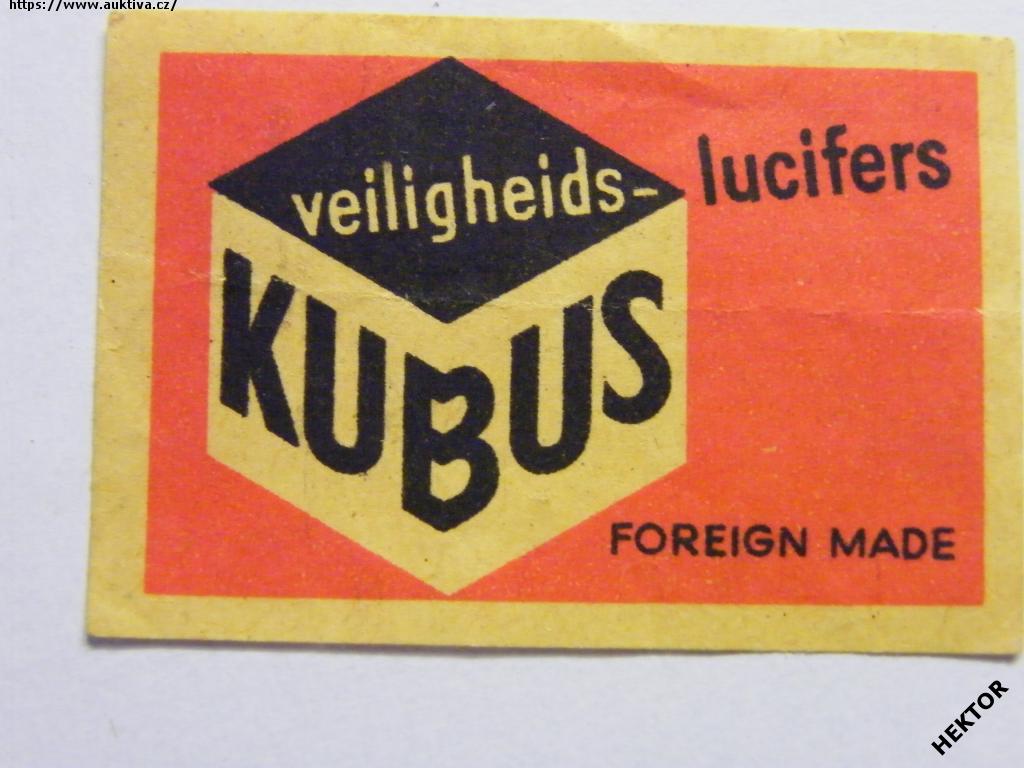 https://www.auktiva.cz/
veiligheids- lucifers
KUBUS
FOREIGN MADE
HEKTOR